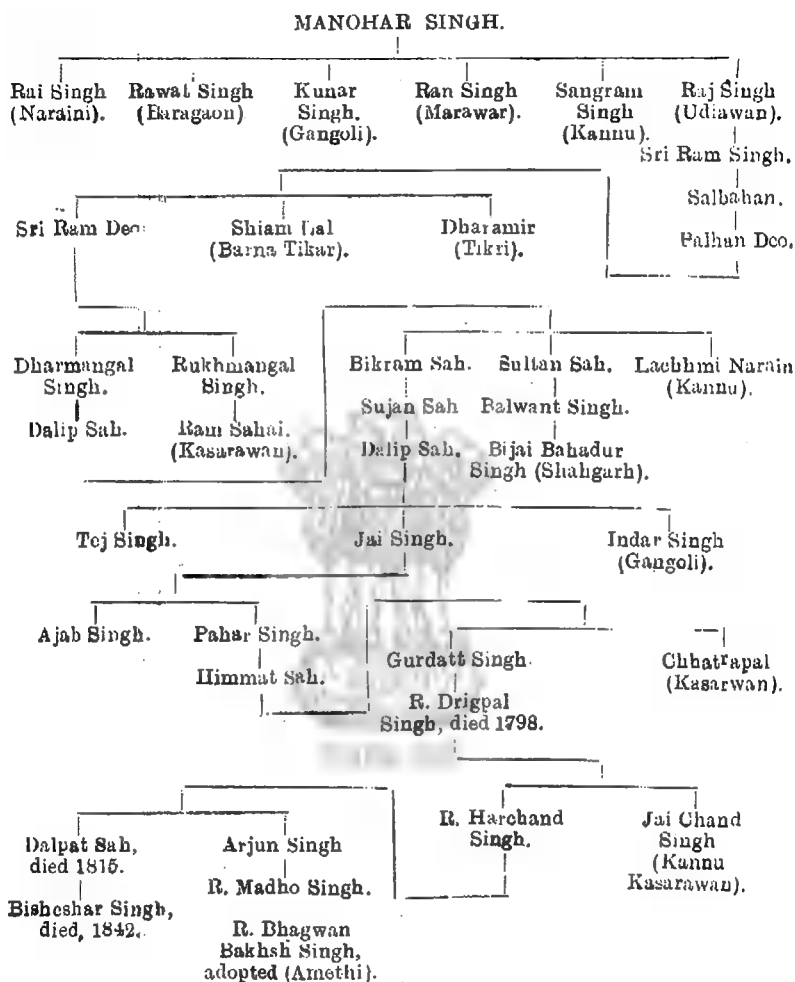 MANOHAR SINGH.
Rai Singh Rawat Singh Kunar Ran Singh Sangram Raj Singh
(Naraini). (Baragaon) Singh. (Marawar). Singh (Udiawan).
(Gangoli). (Kannu).
Sri Ram Singh.
Salbahan.
Sri Ram Deo. Shiam Lal Dharamir
(Barna Tikar). (Tikri).
Palhan Deo.
Dharmangal Rukhmangal Bikram Sah. Sultan Sah. Lachhmi Narain
Singh. Singh. (Kannu).
Sujan Sah Balwant Singh.
Dalip Sah. Ram Sahai. Dalip Sah. Bijai Bahadur
(Kasarawan). Singh (Shahgarh).
Tej Singh. Jai Singh. Indar Singh
(Gangoli).
Ajab Singh. Pahar Singh.
Gurdatt Singh. Chhatrapal
Himmat Sah. (Kasarwan).
R. Drigpal
Singh, died 1798.
Dalpat Sah, Arjun Singh R. Harchand Jai Chand
died 1815. Singh. Singh
R. Madho Singh. (Kannu
Kasarawan).
Bisheshar Singh,
died, 1842.
R. Bhagwan
Bakhsh Singh,
adopted (Amethi).